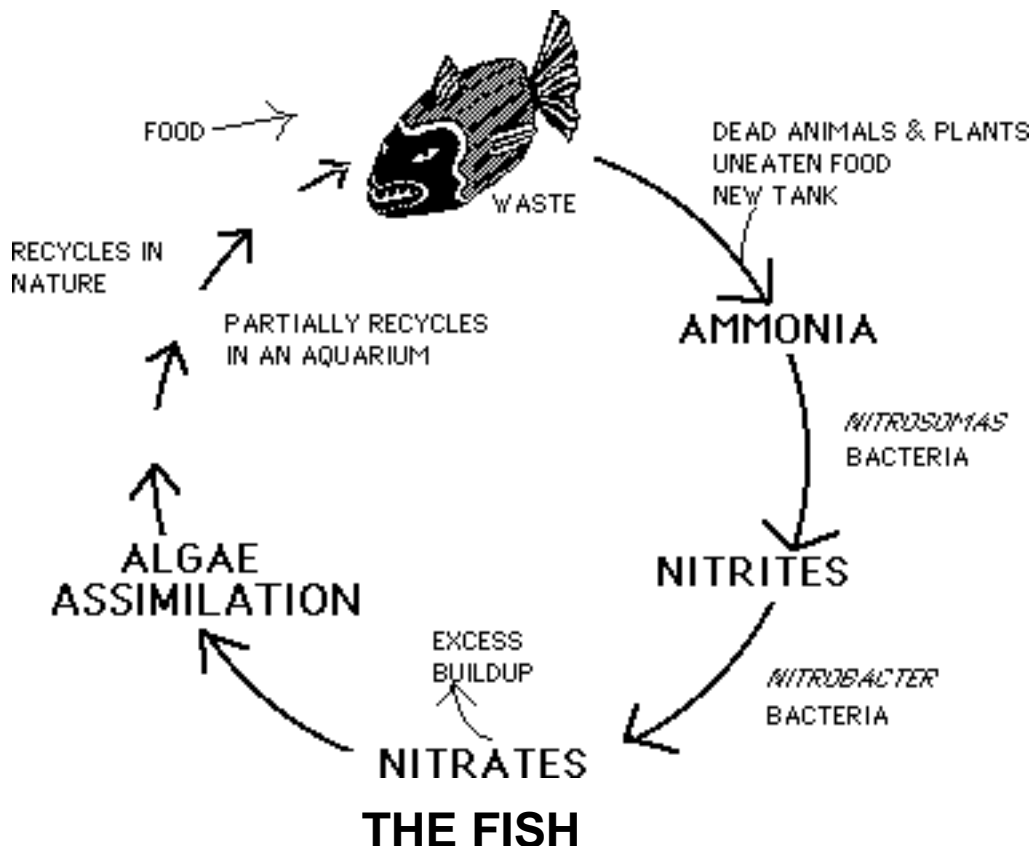 FOOD
DEAD ANIMALS & PLANTS
UNEATEN FOOD
NEW TANK
WASTE
RECYCLES IN
NATURE
PARTIALLY RECYCLES
IN AN AQUARIUM
AMMONIA
NITROSOMAS
BACTERIA
NITRITES
ALGAE
ASSIMILATION
EXCESS
BUILDUP
NITROBACTER
BACTERIA
NITRATES
THE FISH